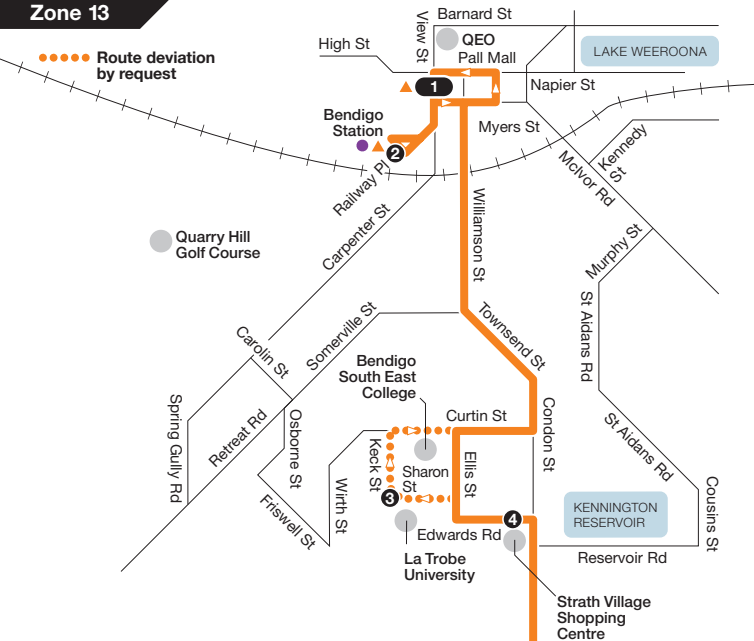 Zone 13
Route deviation
by request
Barnard St
View St
QEO
High St
Pall Mall
LAKE WEEROONA
1
Napier St
Bendigo
Station
Myers St
2
Railway Pl
Kennedy
St
McIvor Rd
Williamson St
Carpenter St
Quarry Hill
Golf Course
Murphy St
St Aidans Rd
Somerville St
Townsend St
Carolin St
Bendigo
South East
College
Spring Gully Rd
Retreat Rd
Osborne St
Curtin St
Condon St
St Aidans Rd
Keck St
Sharon
St
Ellis St
Wirth St
Friswell St
3
4
KENNINGTON
RESERVOIR
Cousins St
Edwards Rd
Reservoir Rd
La Trobe
University
Strath Village
Shopping
Centre